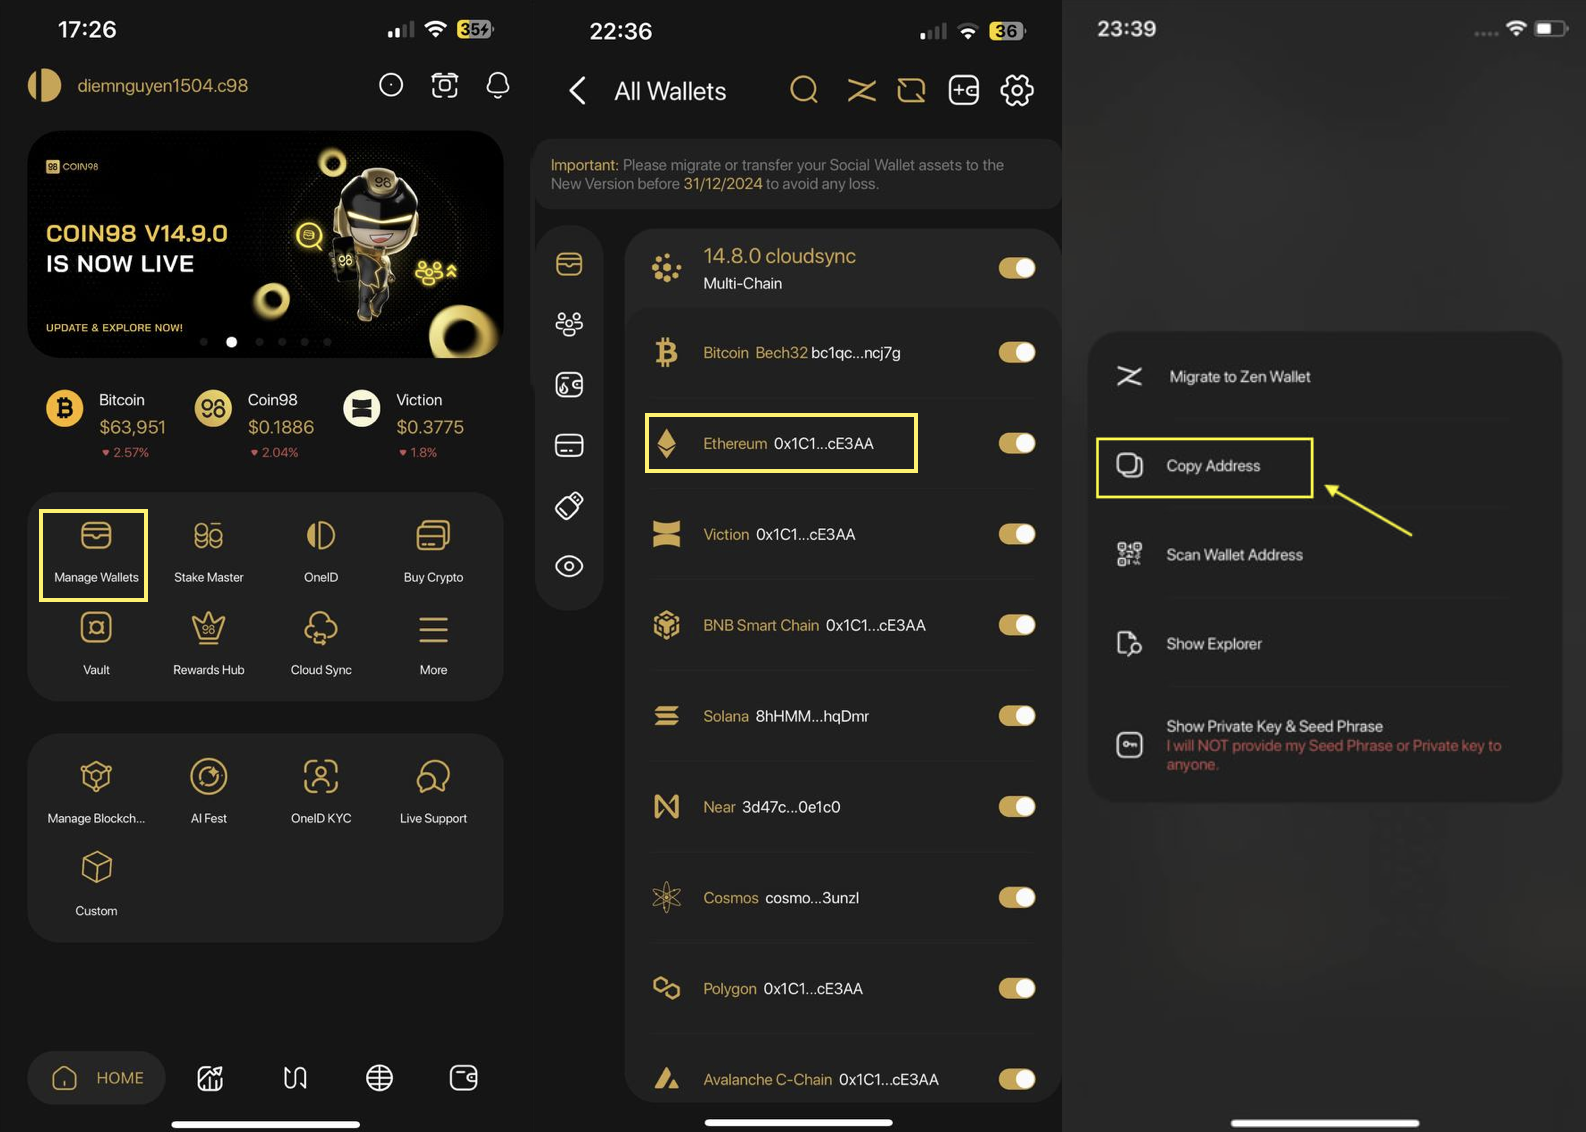 17:26
35
diemnguyen1504.c98
98 COIN98
98
98
COIN98 V14.9.0
IS NOW LIVE
UPDATE & EXPLORE NOW!
Bitcoin
$63,951
2.57%
98
Coin98
$0.1886
2.04%
Viction
$0.3775
1.8%
Manage Wallets
Stake Master
OneID
Buy Crypto
98
Vault
Rewards Hub
Cloud Sync
More
Manage Blockch...
AI Fest
OneID KYC
Live Support
Custom
HOME
22:36
36
All Wallets
Important: Please migrate or transfer your Social Wallet assets to the
New Version before 31/12/2024 to avoid any loss.
14.8.0 cloudsync
Multi-Chain
Bitcoin Bech32 bc1qc...ncj7g
Ethereum 0x1C1...cE3AA
Viction 0x1C1...cE3AA
BNB Smart Chain 0x1C1...cE3AA
Solana 8hHMM...hqDmr
Near 3d47c...0e1c0
Cosmos cosmo...3unzl
Polygon 0x1C1...cE3AA
Avalanche C-Chain 0x1C1...cE3AA
23:39
Migrate to Zen Wallet
Copy Address
Scan Wallet Address
Show Explorer
Show Private Key & Seed Phrase
I will NOT provide my Seed Phrase or Private key to
anyone.